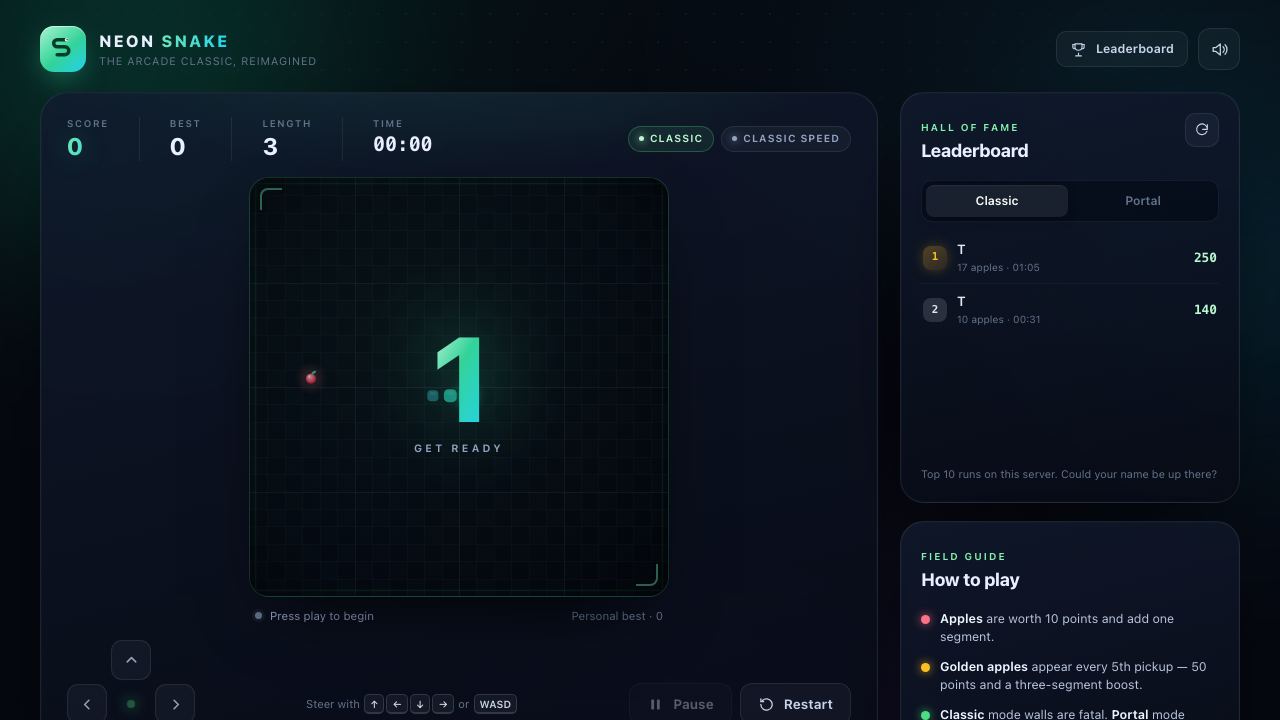 NEON SNAKE
THE ARCADE CLASSIC, REIMAGINED
Leaderboard
SCORE
0
BEST
0
LENGTH
3
TIME
00:00
CLASSIC
CLASSIC SPEED
1
GET READY
Press play to begin
Personal best · 0
Steer with ↑ ← ↓ → or WASD
Pause
Restart
HALL OF FAME
Leaderboard
Classic
Portal
1
T
17 apples · 01:05
250
2
T
10 apples · 00:31
140
Top 10 runs on this server. Could your name be up there?
FIELD GUIDE
How to play
Apples are worth 10 points and add one
segment.
Golden apples appear every 5th pickup — 50
points and a three-segment boost.
Classic mode walls are fatal. Portal mode